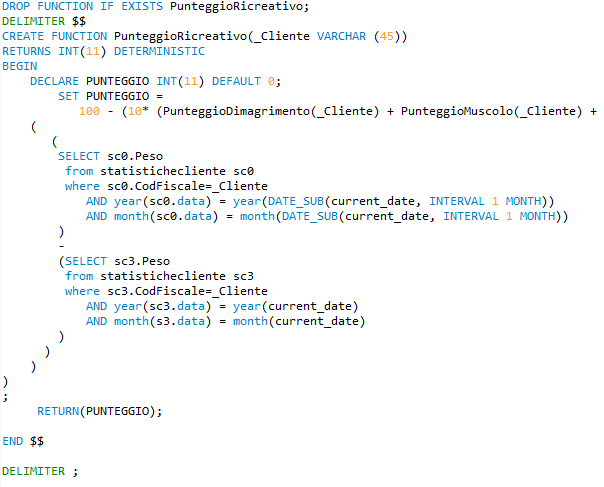 DROP FUNCTION IF EXISTS PunteggioRicreativo;
DELIMITER $$
CREATE FUNCTION PunteggioRicreativo(_Cliente VARCHAR (45))
RETURNS INT(11) DETERMINISTIC
BEGIN
    DECLARE PUNTEGGIO INT(11) DEFAULT 0;
        SET PUNTEGGIO =
           100 - (10* (PunteggioDimagrimento(_Cliente) + PunteggioMuscolo(_Cliente) +
    (
       (
        SELECT sc0.Peso
         from statistichecliente sc0
         where sc0.CodFiscale=_Cliente
            AND year(sc0.data) = year(DATE_SUB(current_date, INTERVAL 1 MONTH))
            AND month(sc0.data) = month(DATE_SUB(current_date, INTERVAL 1 MONTH))
        )
        -
        (SELECT sc3.Peso
         from statistichecliente sc3
         where sc3.CodFiscale=_Cliente
            AND year(sc3.data) = year(current_date)
            AND month(s3.data) = month(current_date)
        )
      )
    )
)
;
     RETURN(PUNTEGGIO);
END $$
DELIMITER ;